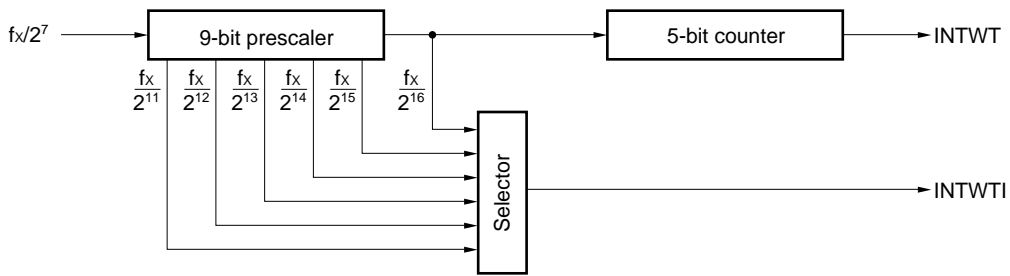 fX/2⁷
9-bit prescaler
5-bit counter
INTWT
fX
2¹¹
fX
2¹²
fX
2¹³
fX
2¹⁴
fX
2¹⁵
fX
2¹⁶
Selector
INTWTI